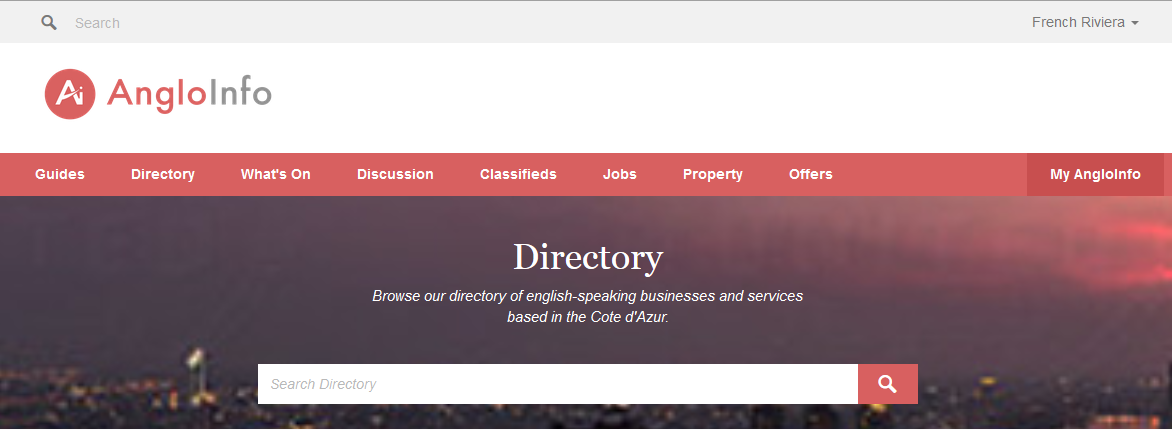 Search
French Riviera
Ai AngloInfo
Guides Directory What's On Discussion Classifieds Jobs Property Offers My AngloInfo
Directory
Browse our directory of english-speaking businesses and services
based in the Cote d'Azur.
Search Directory